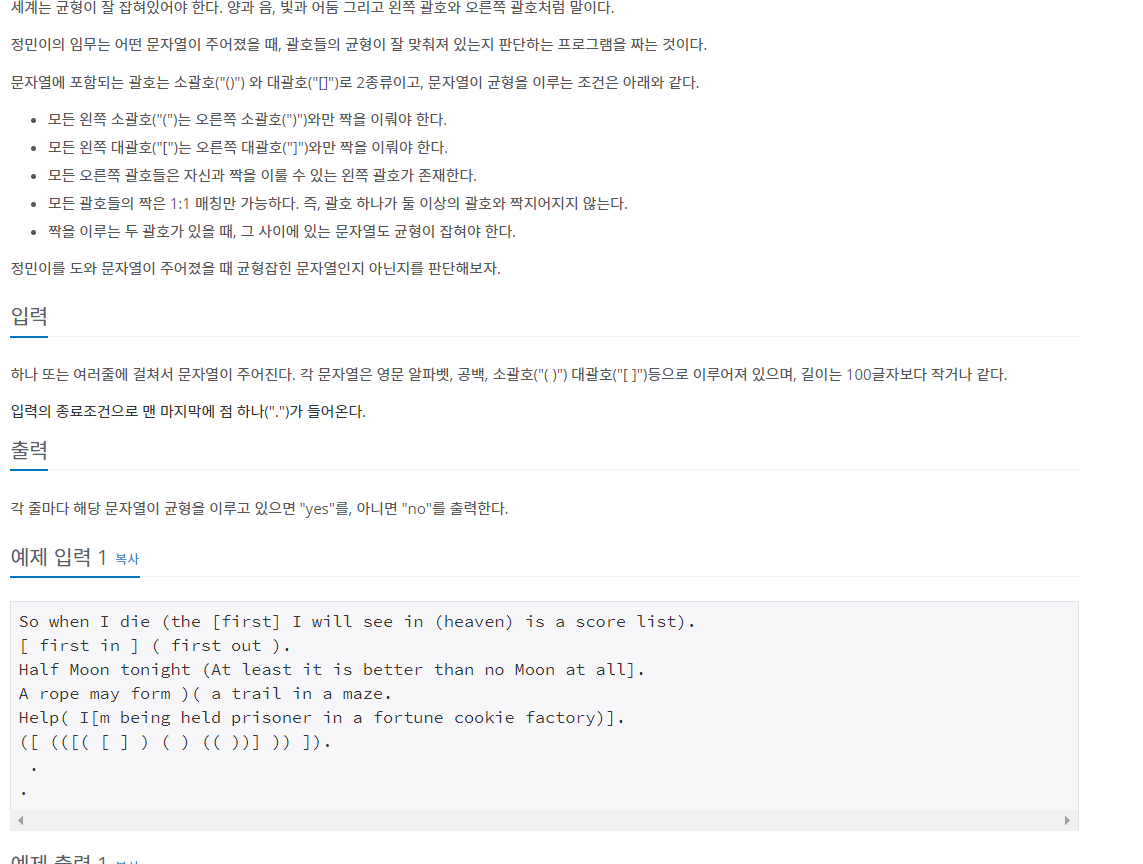 세계는 균형이 잘 잡혀있어야 한다. 양과 음, 빛과 어둠 그리고 왼쪽 괄호와 오른쪽 괄호처럼 말이다.
정민이의 임무는 어떤 문자열이 주어졌을 때, 괄호들의 균형이 잘 맞춰져 있는지 판단하는 프로그램을 짜는 것이다.
문자열에 포함되는 괄호는 소괄호("()") 와 대괄호("[]")로 2종류이고, 문자열이 균형을 이루는 조건은 아래와 같다.
• 모든 왼쪽 소괄호("(")는 오른쪽 소괄호(")")와만 짝을 이뤄야 한다.
• 모든 왼쪽 대괄호("[")는 오른쪽 대괄호("]")와만 짝을 이뤄야 한다.
• 모든 오른쪽 괄호들은 자신과 짝을 이룰 수 있는 왼쪽 괄호가 존재한다.
• 모든 괄호들의 짝은 1:1 매칭만 가능하다. 즉, 괄호 하나가 둘 이상의 괄호와 짝지어지지 않는다.
• 짝을 이루는 두 괄호가 있을 때, 그 사이에 있는 문자열도 균형이 잡혀야 한다.
정민이를 도와 문자열이 주어졌을 때 균형잡힌 문자열인지 아닌지를 판단해보자.
입력
하나 또는 여러줄에 걸쳐서 문자열이 주어진다. 각 문자열은 영문 알파벳, 공백, 소괄호("( )") 대괄호("[ ]")등으로 이루어져 있으며, 길이는 100글자보다 작거나 같다.
입력의 종료조건으로 맨 마지막에 점 하나(".")가 들어온다.
출력
각 줄마다 해당 문자열이 균형을 이루고 있으면 "yes"를, 아니면 "no"를 출력한다.
예제 입력 1 복사
So when I die (the [first] I will see in (heaven) is a score list).
[ first in ] ( first out ).
Half Moon tonight (At least it is better than no Moon at all].
A rope may form )( a trail in a maze.
Help( I[m being held prisoner in a fortune cookie factory)].
([ (([( [ ] ) ( ) (( ))] )) ]).
 .
.
예제 출력 1 복사